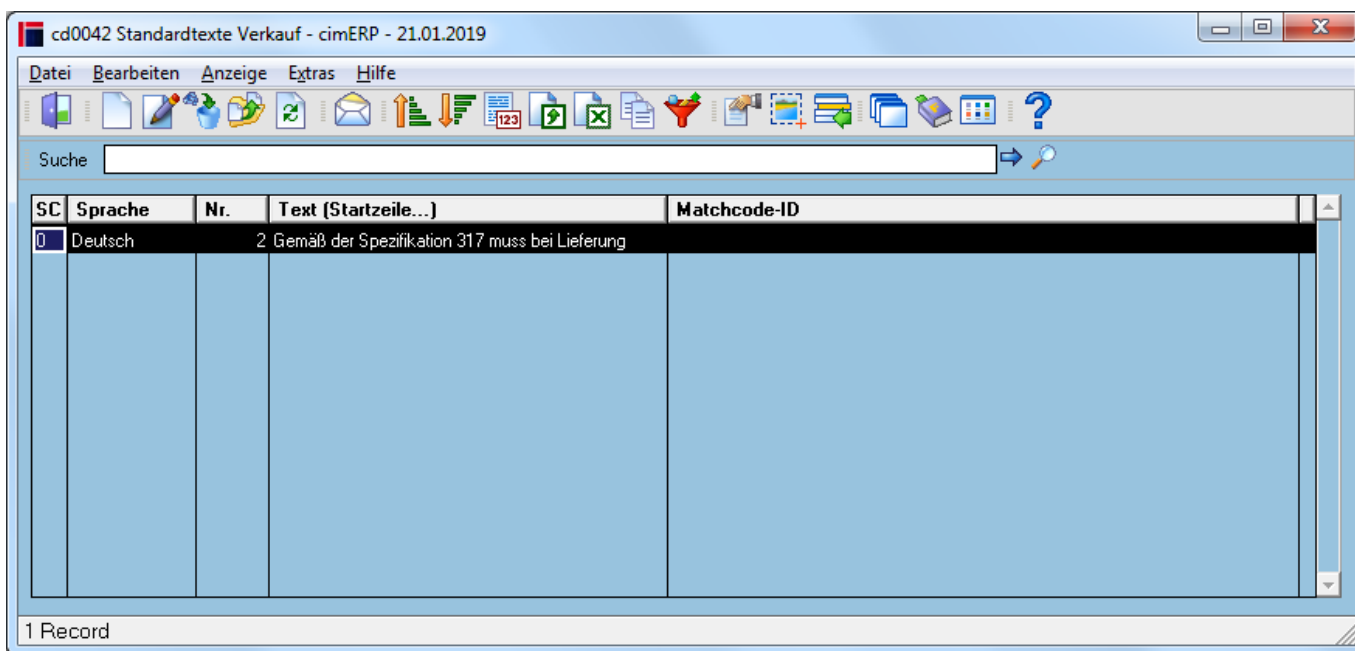 cd0042 Standardtexte Verkauf - cimERP - 21.01.2019
Datei Bearbeiten Anzeige Extras Hilfe
123
Suche
SC Sprache Nr. Text (Startzeile...) Matchcode-ID
0 Deutsch 2 Gemäß der Spezifikation 317 muss bei Lieferung
1 Record